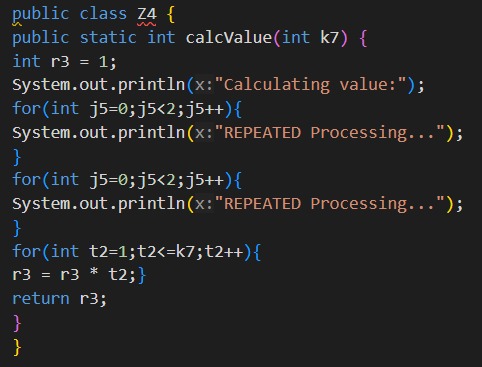 public class Z4 {
public static int calcValue(int k7) {
int r3 = 1;
System.out.println(x:"Calculating value:");
for(int j5=0;j5<2;j5++){
System.out.println(x:"REPEATED Processing...");
}
for(int j5=0;j5<2;j5++){
System.out.println(x:"REPEATED Processing...");
}
for(int t2=1;t2<=k7;t2++){
r3 = r3 * t2;}
return r3;
}
}